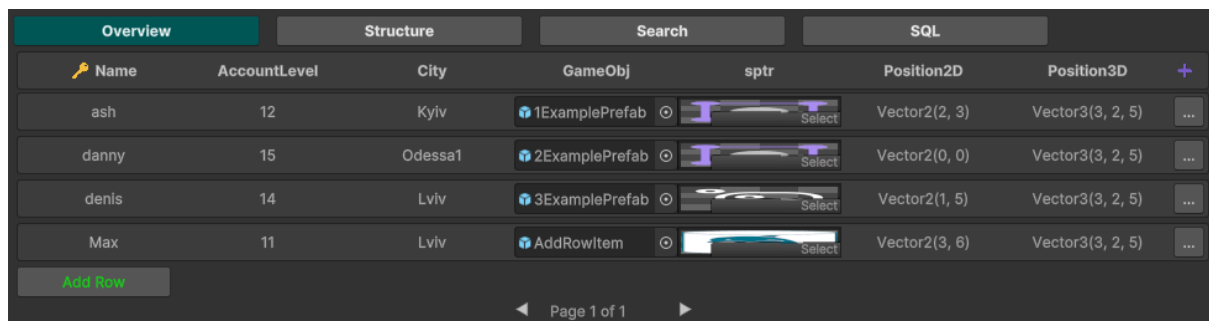 Overview Structure Search SQL
Name AccountLevel City GameObj sptr Position2D Position3D +
ash 12 Kyiv 1ExamplePrefab Select Vector2(2, 3) Vector3(3, 2, 5) ...
danny 15 Odessa1 2ExamplePrefab Select Vector2(0, 0) Vector3(3, 2, 5) ...
denis 14 Lviv 3ExamplePrefab Select Vector2(1, 5) Vector3(3, 2, 5) ...
Max 11 Lviv AddRowItem Select Vector2(3, 6) Vector3(3, 2, 5) ...
Add Row
Page 1 of 1